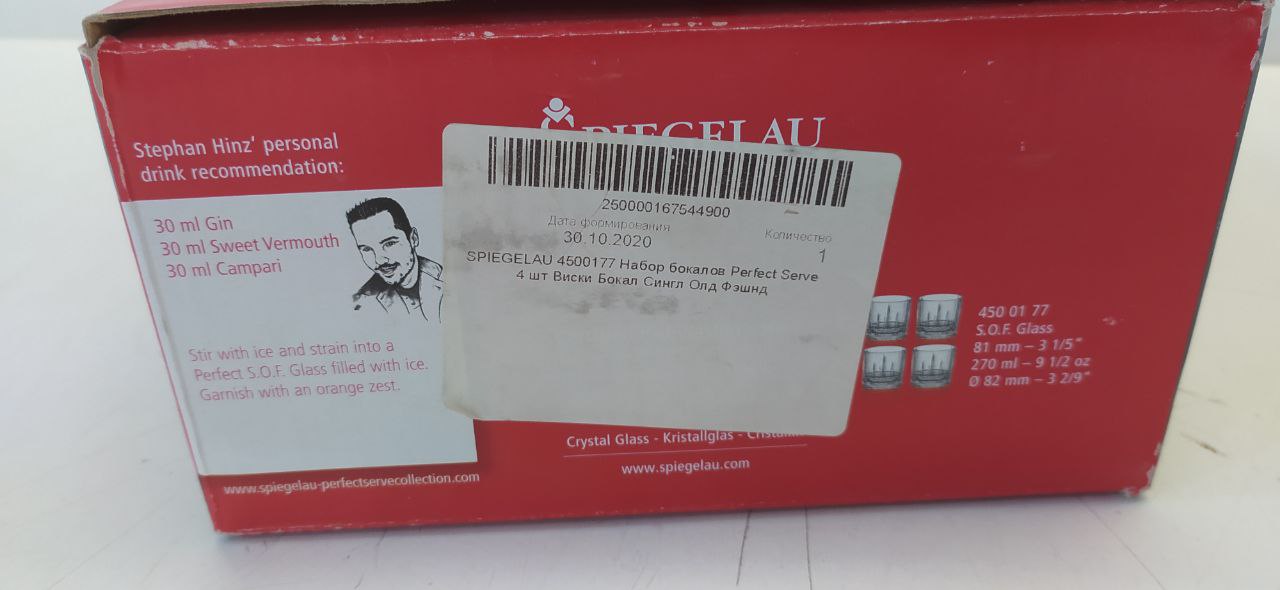 Stephan Hinz' personal
drink recommendation:
30 ml Gin
30 ml Sweet Vermouth
30 ml Campari
Stir with ice and strain into a
Perfect S.O.F. Glass filled with ice.
Garnish with an orange zest.
www.spiegelau-perfectservecollection.com
SPIEGELAU
250000167544900
Дата формирования
30.10.2020
Количество
1
SPIEGELAU 4500177 Набор бокалов Perfect Serve
4 шт Виски Бокал Сингл Олд Фэшнд
Crystal Glass - Kristallglas -
www.spiegelau.com
450 01 77
S.O.F. Glass
81 mm – 3 1/5"
270 ml – 9 1/2 oz
Ø 82 mm – 3 2/9"